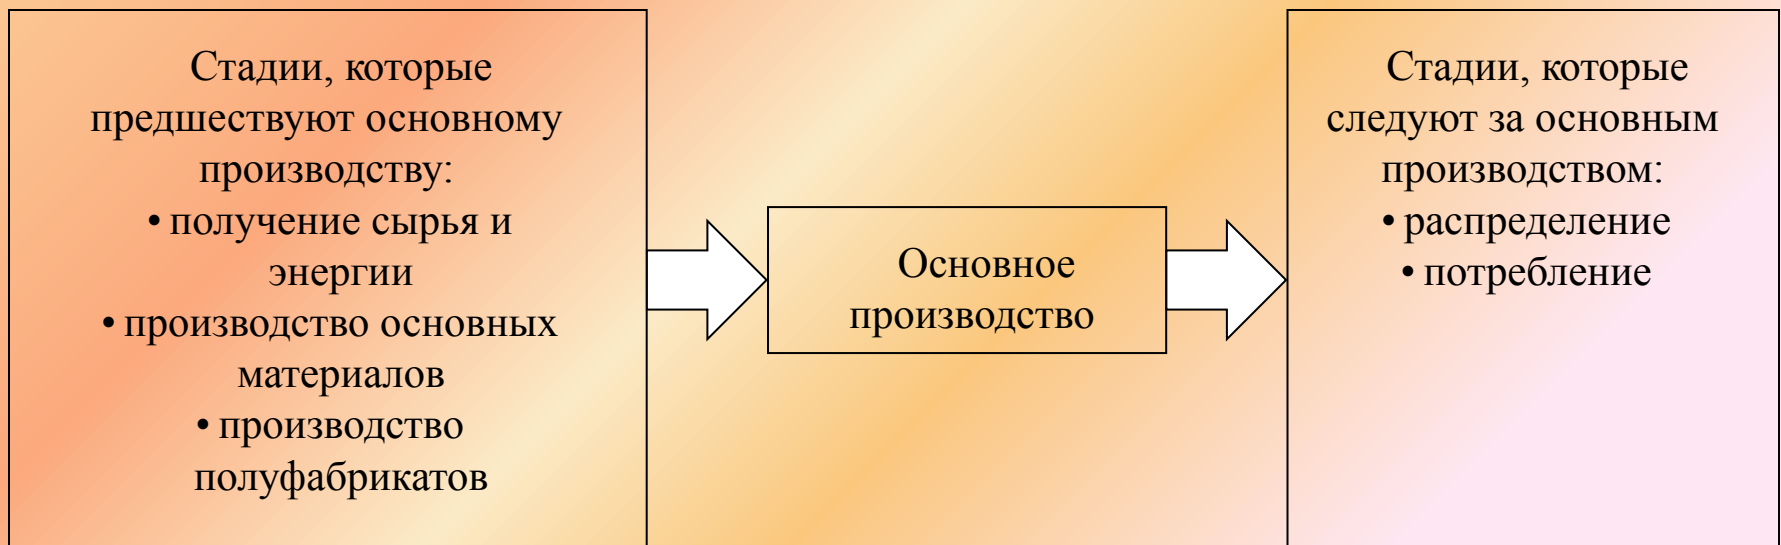 Стадии, которые
предшествуют основному
производству:
• получение сырья и
энергии
• производство основных
материалов
• производство
полуфабрикатов
Основное
производство
Стадии, которые
следуют за основным
производством:
• распределение
• потребление